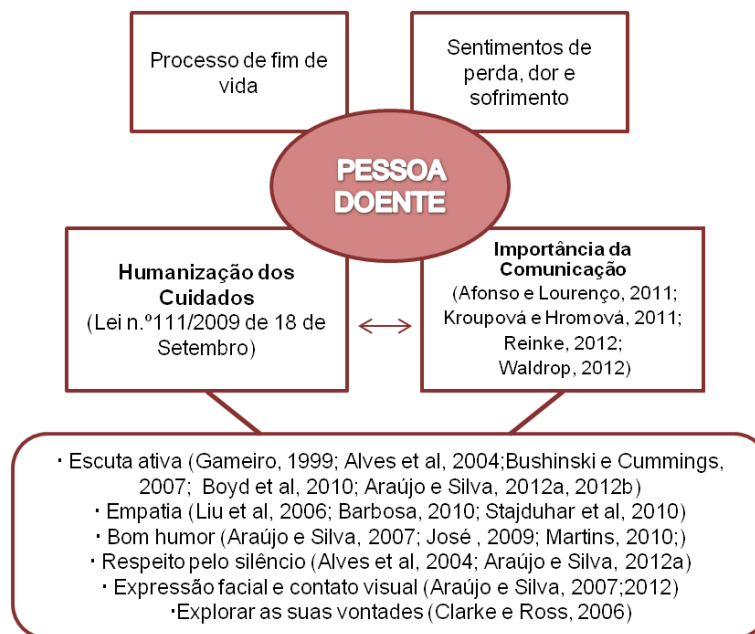 Processo de fim de
vida
Sentimentos de
perda, dor e
sofrimento
PESSOA
DOENTE
Humanização dos
Cuidados
(Lei n.º111/2009 de 18 de
Setembro)
Importância da
Comunicação
(Afonso e Lourenço, 2011;
Kroupová e Hromová, 2011;
Reinke, 2012;
Waldrop, 2012)
· Escuta ativa (Gameiro, 1999; Alves et al, 2004;Bushinski e Cummings,
2007; Boyd et al, 2010; Araújo e Silva, 2012a, 2012b)
· Empatia (Liu et al, 2006; Barbosa, 2010; Stajduhar et al, 2010)
· Bom humor (Araújo e Silva, 2007; José , 2009; Martins, 2010;)
· Respeito pelo silêncio (Alves et al, 2004; Araújo e Silva, 2012a)
· Expressão facial e contato visual (Araújo e Silva, 2007;2012)
·Explorar as suas vontades (Clarke e Ross, 2006)